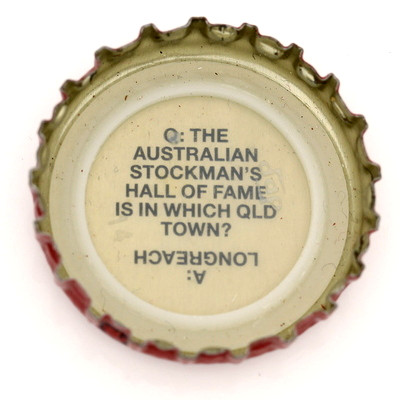 Q: THE
AUSTRALIAN
STOCKMAN'S
HALL OF FAME
IS IN WHICH QLD
TOWN?
A:
LONGREACH